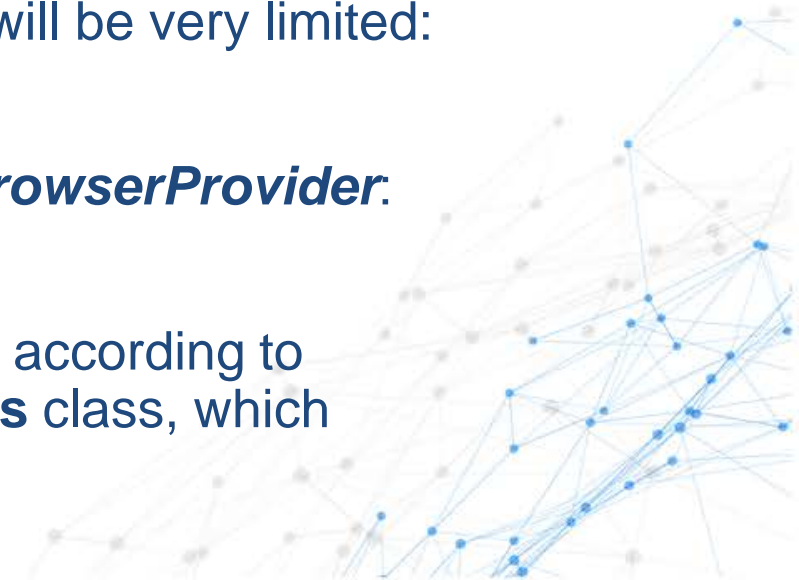 will be very limited:
rowserProvider:
according to
s class, which